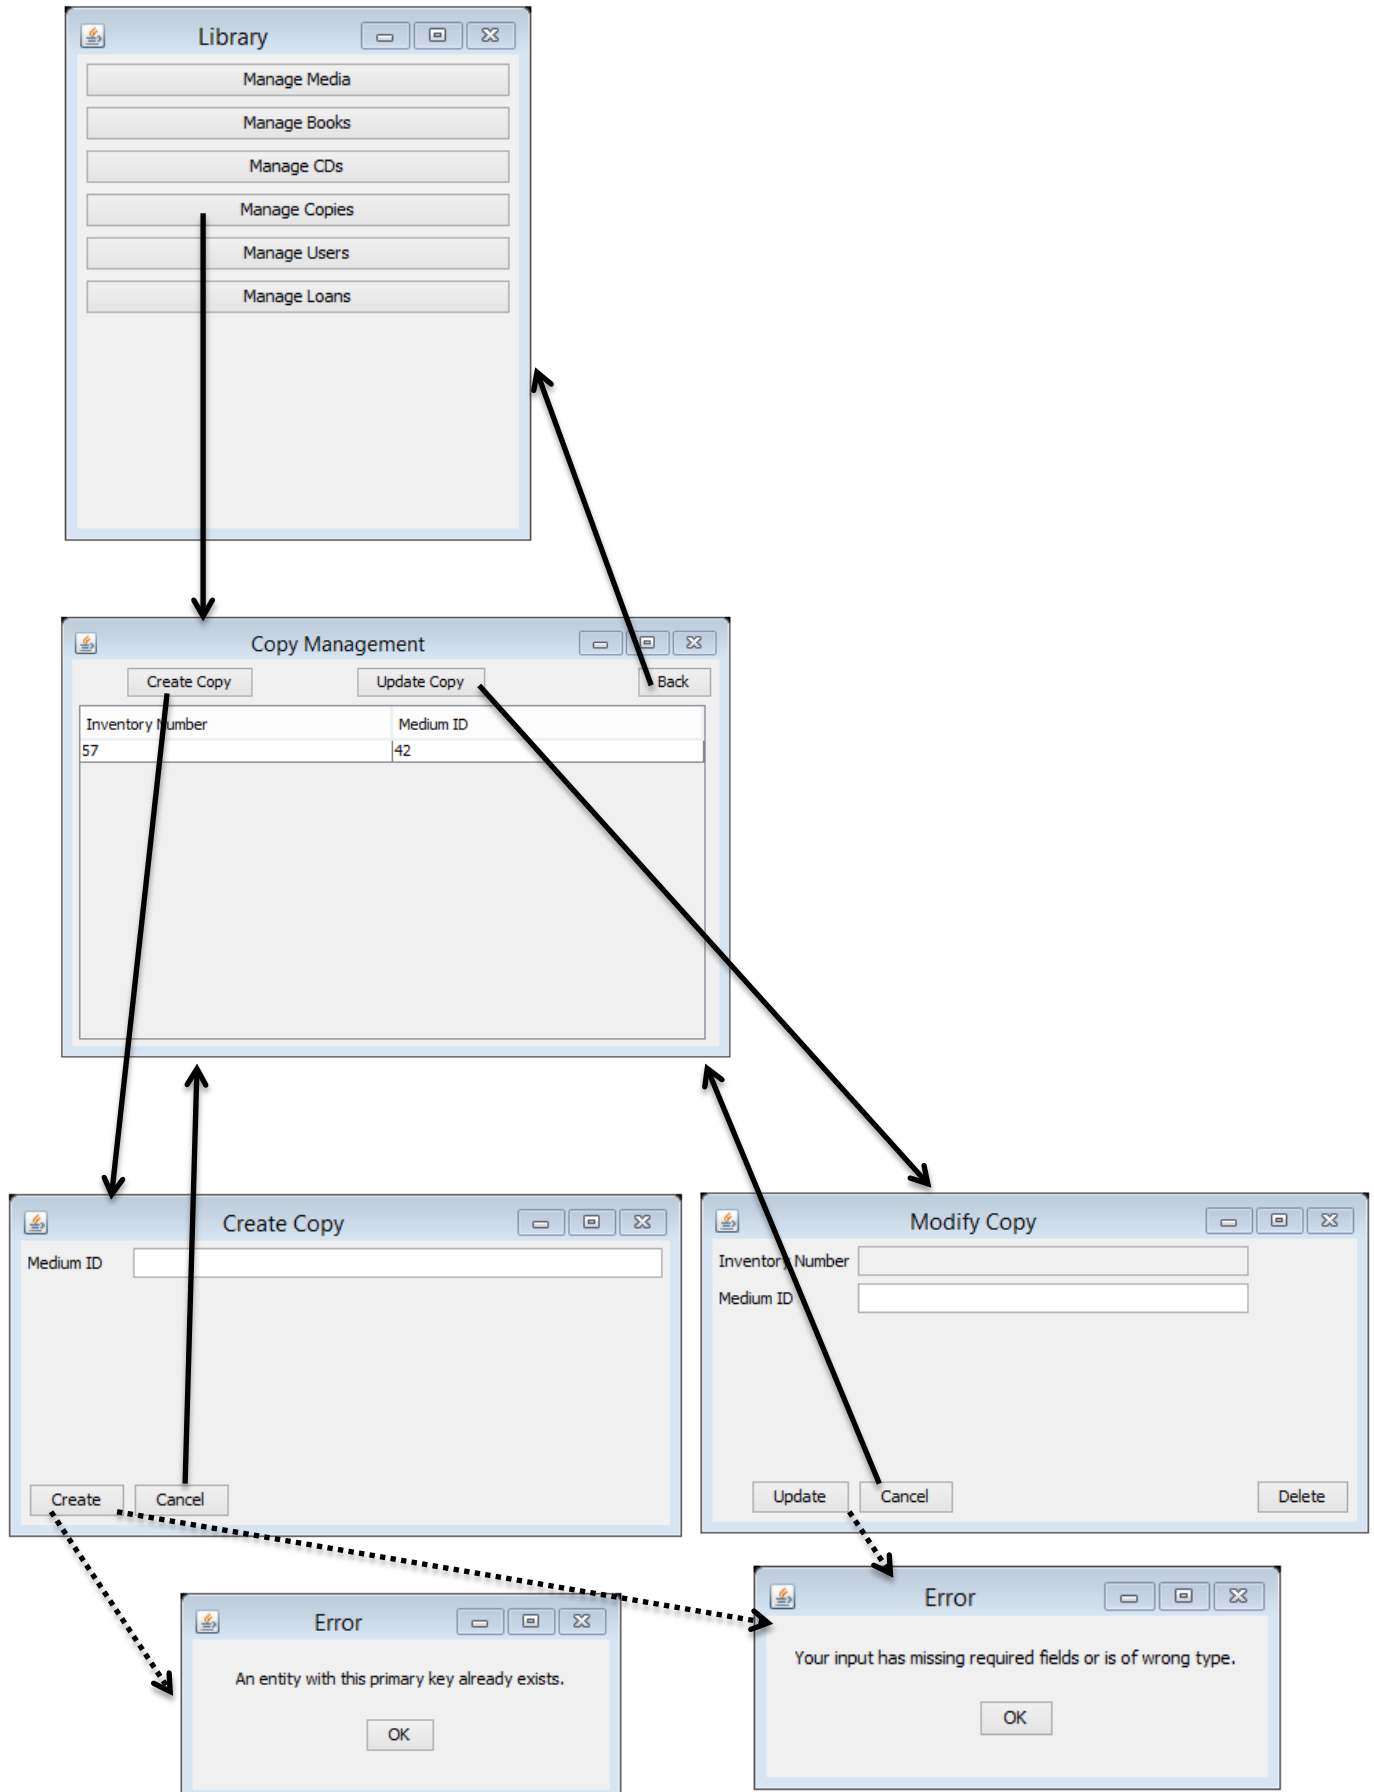 Library
Manage Media
Manage Books
Manage CDs
Manage Copies
Manage Users
Manage Loans
Copy Management
Create Copy Update Copy Back
Inventory Number Medium ID
57 42
Create Copy
Medium ID
Create Cancel
Modify Copy
Inventory Number
Medium ID
Update Cancel Delete
Error
An entity with this primary key already exists.
OK
Error
Your input has missing required fields or is of wrong type.
OK